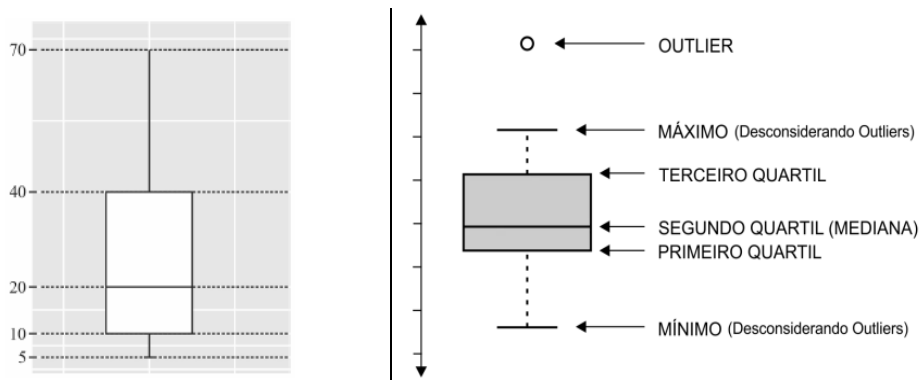 70
40
20
10
5
OUTLIER
MÁXIMO (Desconsiderando Outliers)
TERCEIRO QUARTIL
SEGUNDO QUARTIL (MEDIANA)
PRIMEIRO QUARTIL
MÍNIMO (Desconsiderando Outliers)